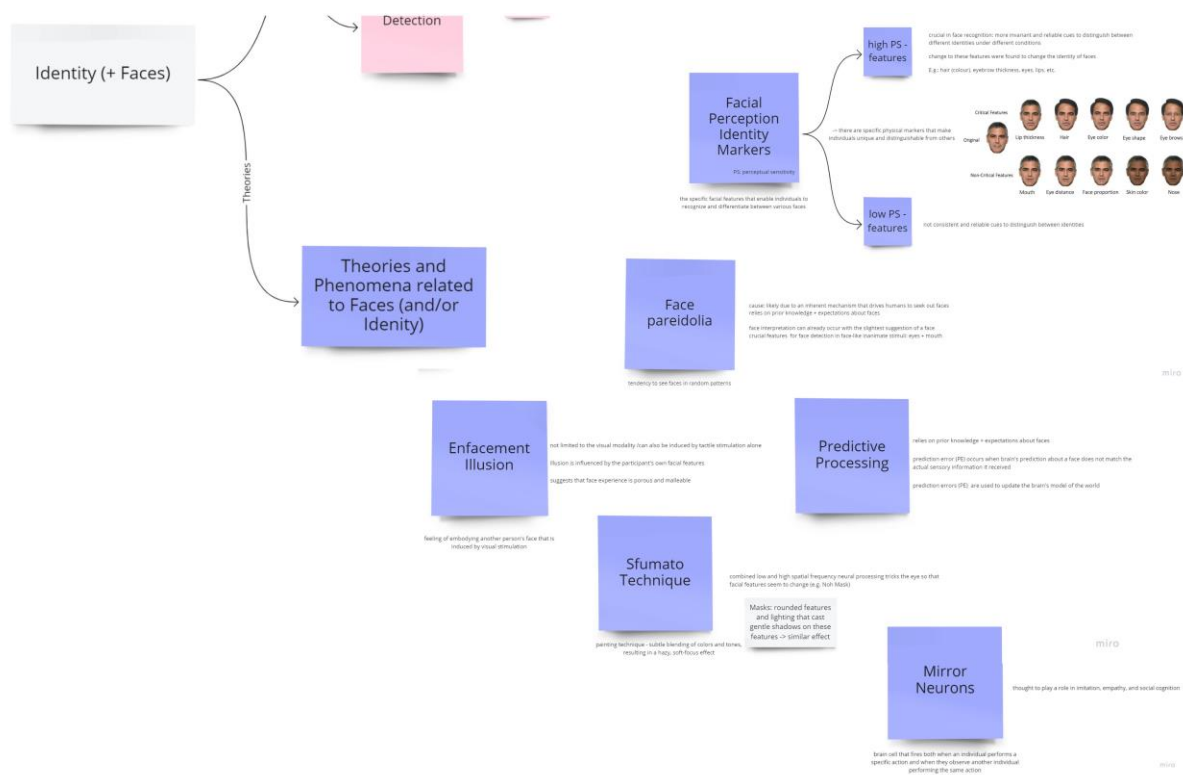 Detection
Identity (+ Faces)
Theories
Theories and
Phenomena related
to Faces (and/or
Idenity)
Facial
Perception
Identity
Markers
PS: perceptual sensitivity
the specific facial features that enable individuals to
recognize and differentiate between various faces
high PS -
features
crucial in face recognition: more invariant and reliable cues to distinguish between
different identities under different conditions
change to these features were found to change the identity of faces
E.g.: hair (colour), eyebrow thickness, eyes, lips, etc.
-> there are specific physical markers that make
individuals unique and distinguishable from others
Critical Features
Original
Lip thickness
Hair
Eye color
Eye shape
Eye brows
Non-Critical Features
Mouth
Eye distance
Face proportion
Skin color
Nose
low PS -
features
not consistent and reliable cues to distinguish between identities
Face
pareidolia
cause: likely due to an inherent mechanism that drives humans to seek out faces
relies on prior knowledge + expectations about faces
face interpretation can already occur with the slightest suggestion of a face
crucial features for face detection in face-like inanimate stimuli: eyes + mouth
tendency to see faces in random patterns
miro
Enfacement
Illusion
not limited to the visual modality /can also be induced by tactile stimulation alone
illusion is influenced by the participant's own facial features
suggests that face experience is porous and malleable
feeling of embodying another person's face that is
induced by visual stimulation
Predictive
Processing
relies on prior knowledge + expectations about faces
prediction error (PE) occurs when brain's prediction about a face does not match the
actual sensory information it received
prediction errors (PE): are used to update the brain's model of the world
Sfumato
Technique
combined low and high spatial frequency neural processing tricks the eye so that
facial features seem to change (e.g. Noh Mask)
Masks: rounded features
and lighting that cast
gentle shadows on these
features -> similar effect
painting technique - subtle blending of colors and tones,
resulting in a hazy, soft-focus effect
miro
Mirror
Neurons
thought to play a role in imitation, empathy, and social cognition
brain cell that fires both when an individual performs a
specific action and when they observe another individual
performing the same action
miro